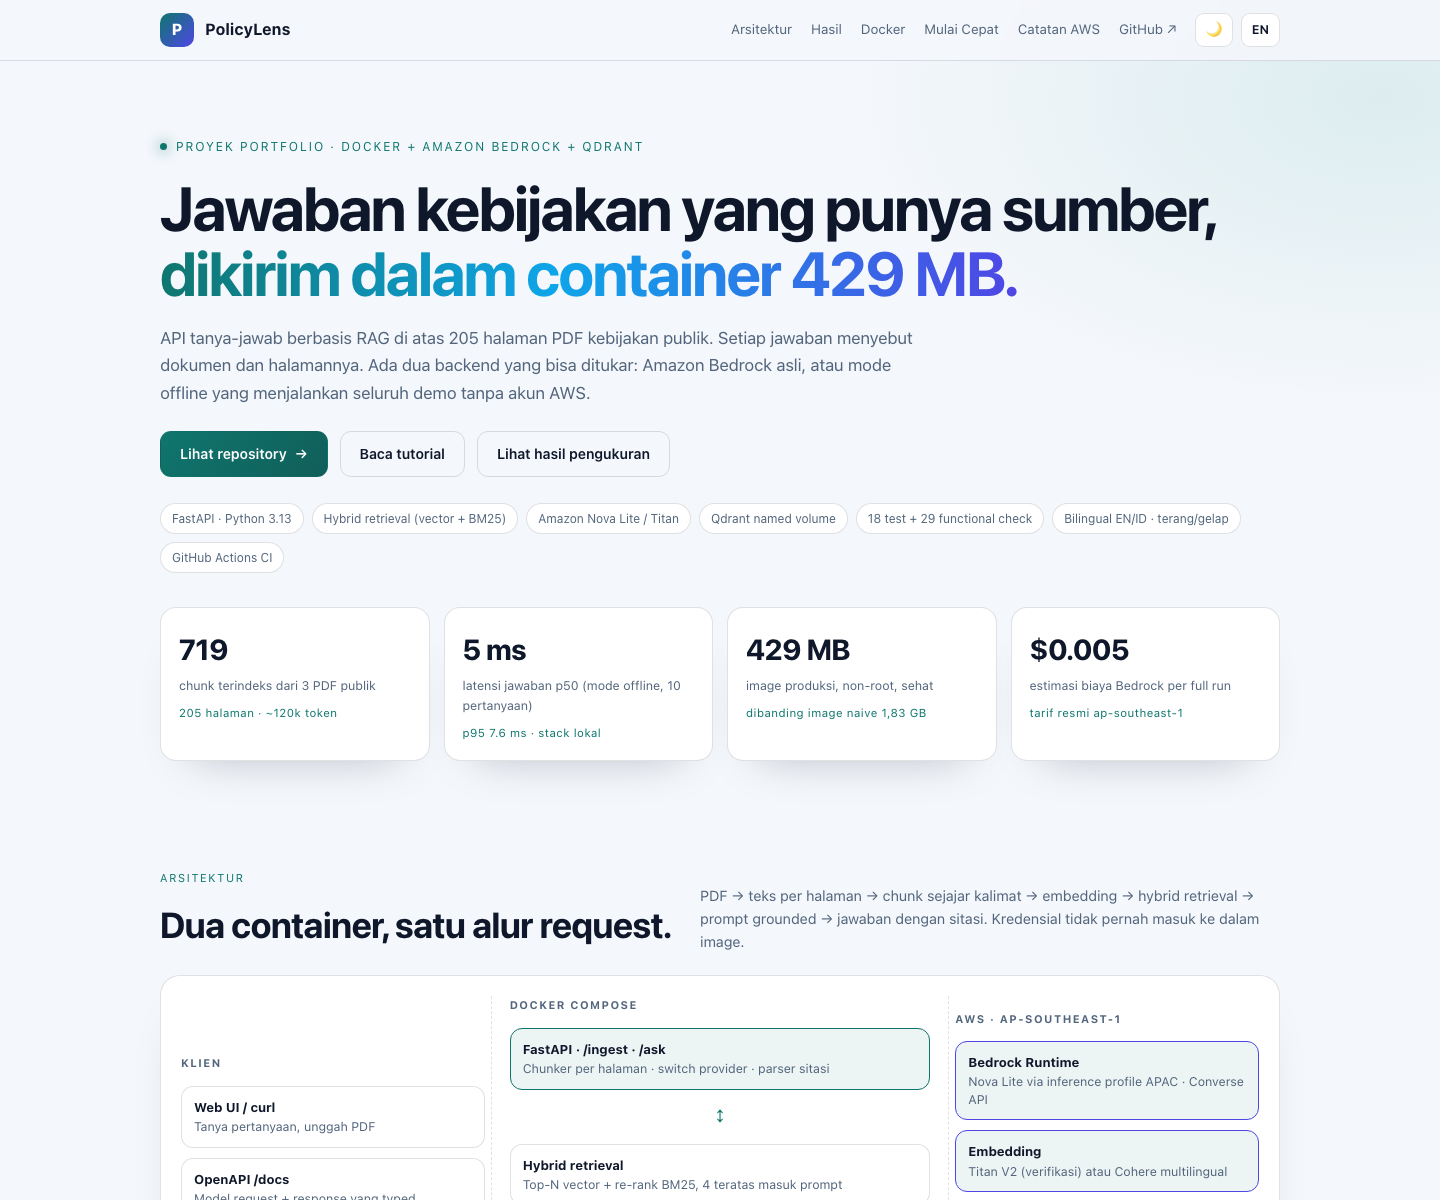 P PolicyLens
Arsitektur Hasil Docker Mulai Cepat Catatan AWS GitHub ↗ EN
PROYEK PORTFOLIO · DOCKER + AMAZON BEDROCK + QDRANT
Jawaban kebijakan yang punya sumber,
dikirim dalam container 429 MB.
API tanya-jawab berbasis RAG di atas 205 halaman PDF kebijakan publik. Setiap jawaban menyebut
dokumen dan halamannya. Ada dua backend yang bisa ditukar: Amazon Bedrock asli, atau mode
offline yang menjalankan seluruh demo tanpa akun AWS.
Lihat repository → Baca tutorial Lihat hasil pengukuran
FastAPI · Python 3.13 Hybrid retrieval (vector + BM25) Amazon Nova Lite / Titan Qdrant named volume 18 test + 29 functional check Bilingual EN/ID · terang/gelap
GitHub Actions CI
719
chunk terindeks dari 3 PDF publik
205 halaman · ~120k token
5 ms
latensi jawaban p50 (mode offline, 10
pertanyaan)
p95 7.6 ms · stack lokal
429 MB
image produksi, non-root, sehat
dibanding image naive 1,83 GB
$0.005
estimasi biaya Bedrock per full run
tarif resmi ap-southeast-1
ARSITEKTUR
Dua container, satu alur request.
PDF → teks per halaman → chunk sejajar kalimat → embedding → hybrid retrieval →
prompt grounded → jawaban dengan sitasi. Kredensial tidak pernah masuk ke dalam
image.
KLIEN
Web UI / curl
Tanya pertanyaan, unggah PDF
OpenAPI /docs
Model request + response yang typed
DOCKER COMPOSE
FastAPI · /ingest · /ask
Chunker per halaman · switch provider · parser sitasi
↕
Hybrid retrieval
Top-N vector + re-rank BM25, 4 teratas masuk prompt
AWS · AP-SOUTHEAST-1
Bedrock Runtime
Nova Lite via inference profile APAC · Converse
API
Embedding
Titan V2 (verifikasi) atau Cohere multilingual